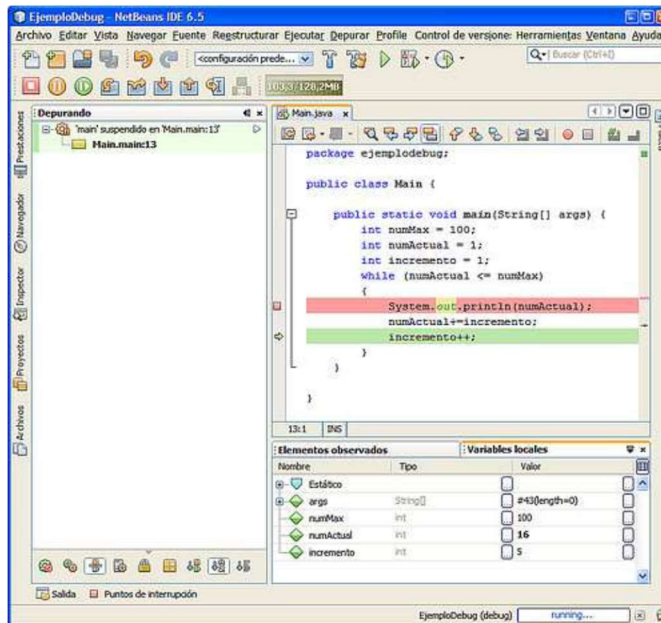 EjemploDebug - NetBeans IDE 6.5
Archivo Editar Vista Navegar Fuente Reestructurar Ejecutar Depurar Profile Control de versione: Herramientas Ventana Ayuda
<configuración prede...
Buscar (Ctrl+I)
103,3/128,2MB
Prestaciones
Navegador
Inspector
Proyectos
Archivos
Depurando
'main' suspendido en 'Main.main:13'
Main.main:13
Main.java
package ejemplodebug;
public class Main {
public static void main(String[] args) {
int numMax = 100;
int numActual = 1;
int incremento = 1;
while (numActual <= numMax)
{
System.out.println(numActual);
numActual+=incremento;
incremento++;
}
}
}
13:1 INS
Elementos observados Variables locales
Nombre Tipo Valor
Estático
args String[] #43(length=0)
numMax int 100
numActual int 16
incremento int 5
Salida Puntos de interrupción
EjemploDebug (debug) running...